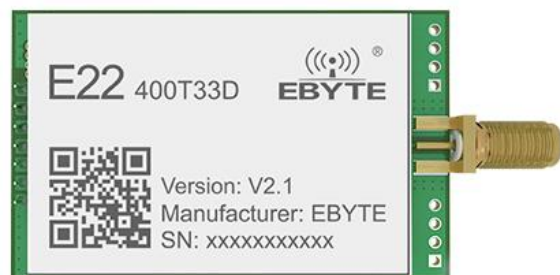 E22 400T33D
EBYTE ®
Version: V2.1
Manufacturer: EBYTE
SN: xxxxxxxxxxx